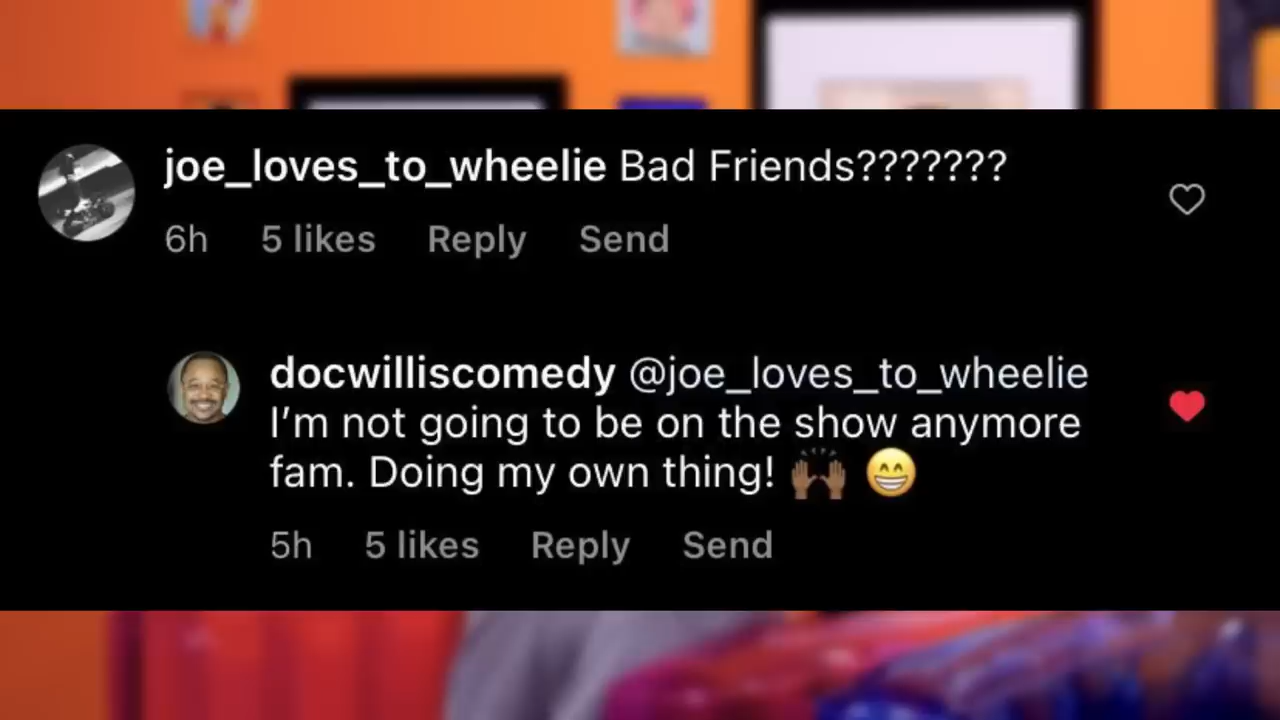 joe_loves_to_wheelie Bad Friends???????
6h 5 likes Reply Send
docwilliscomedy @joe_loves_to_wheelie
I’m not going to be on the show anymore
fam. Doing my own thing! 🙌🏾 😁
5h 5 likes Reply Send